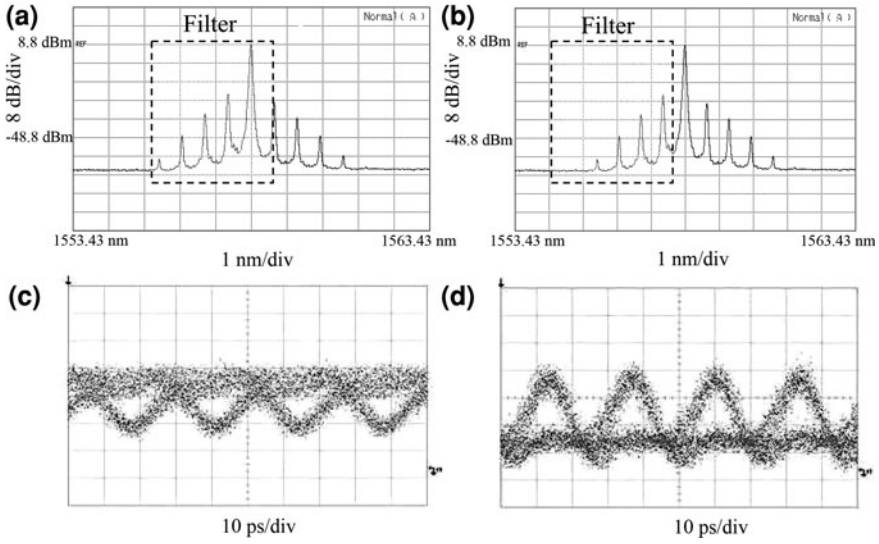 (a)
Filter
Normal ( A )
8.8 dBm
REF
8 dB/div
-48.8 dBm
1553.43 nm
1563.43 nm
1 nm/div
(b)
Filter
Normal ( A )
8.8 dBm
REF
8 dB/div
-48.8 dBm
1553.43 nm
1563.43 nm
1 nm/div
(c)
10 ps/div
(d)
10 ps/div